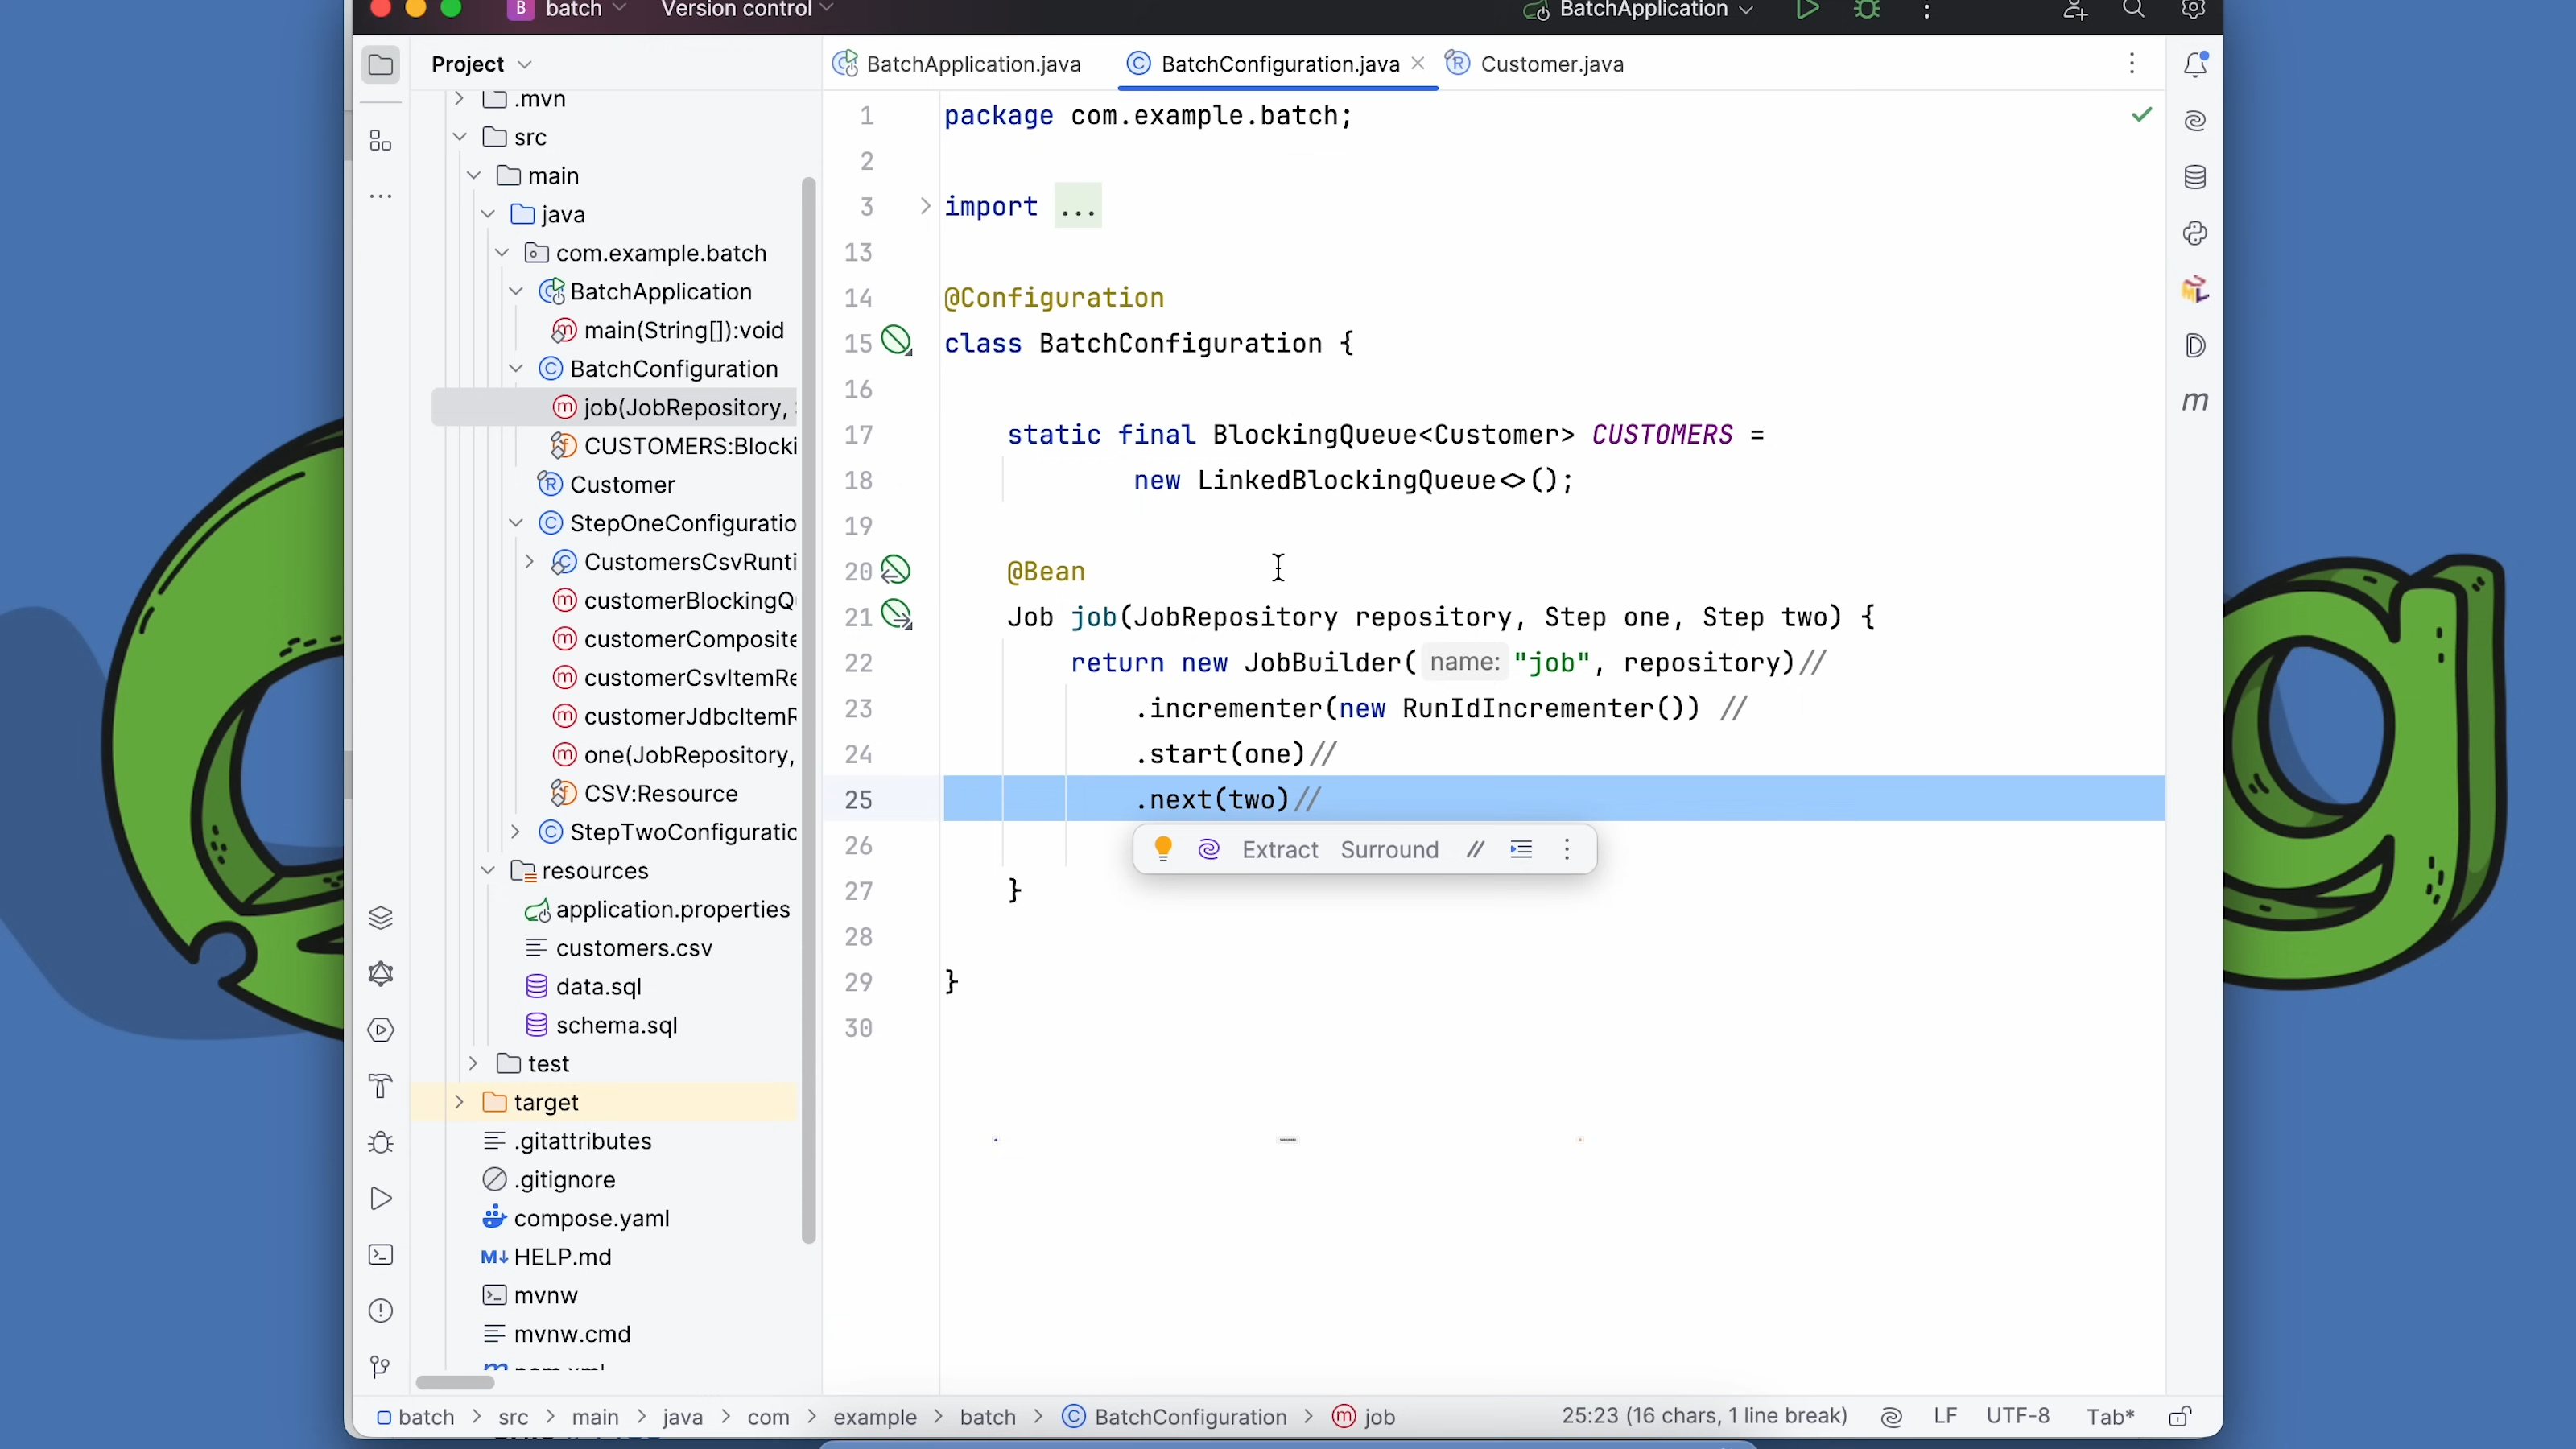 B batch
Version control
BatchApplication
Project
BatchApplication.java
BatchConfiguration.java
Customer.java
.mvn
src
main
java
com.example.batch
BatchApplication
main(String[]):void
BatchConfiguration
job(JobRepository,
CUSTOMERS:Blocki
Customer
StepOneConfiguratio
CustomersCsvRunti
customerBlockingQ
customerComposite
customerCsvItemRe
customerJdbcItemR
one(JobRepository,
CSV:Resource
StepTwoConfiguratic
resources
application.properties
customers.csv
data.sql
schema.sql
test
target
.gitattributes
.gitignore
compose.yaml
HELP.md
mvnw
mvnw.cmd
1 package com.example.batch;
2
3 import ...
13
14 @Configuration
15 class BatchConfiguration {
16
17 static final BlockingQueue<Customer> CUSTOMERS =
18 new LinkedBlockingQueue<>();
19
20 @Bean
21 Job job(JobRepository repository, Step one, Step two) {
22 return new JobBuilder( name: "job", repository)//
23 .incrementer(new RunIdIncrementer()) //
24 .start(one)//
25 .next(two)//
26
Extract Surround //
27 }
28
29 }
30
batch > src > main > java > com > example > batch > BatchConfiguration > job
25:23 (16 chars, 1 line break) LF UTF-8 Tab*